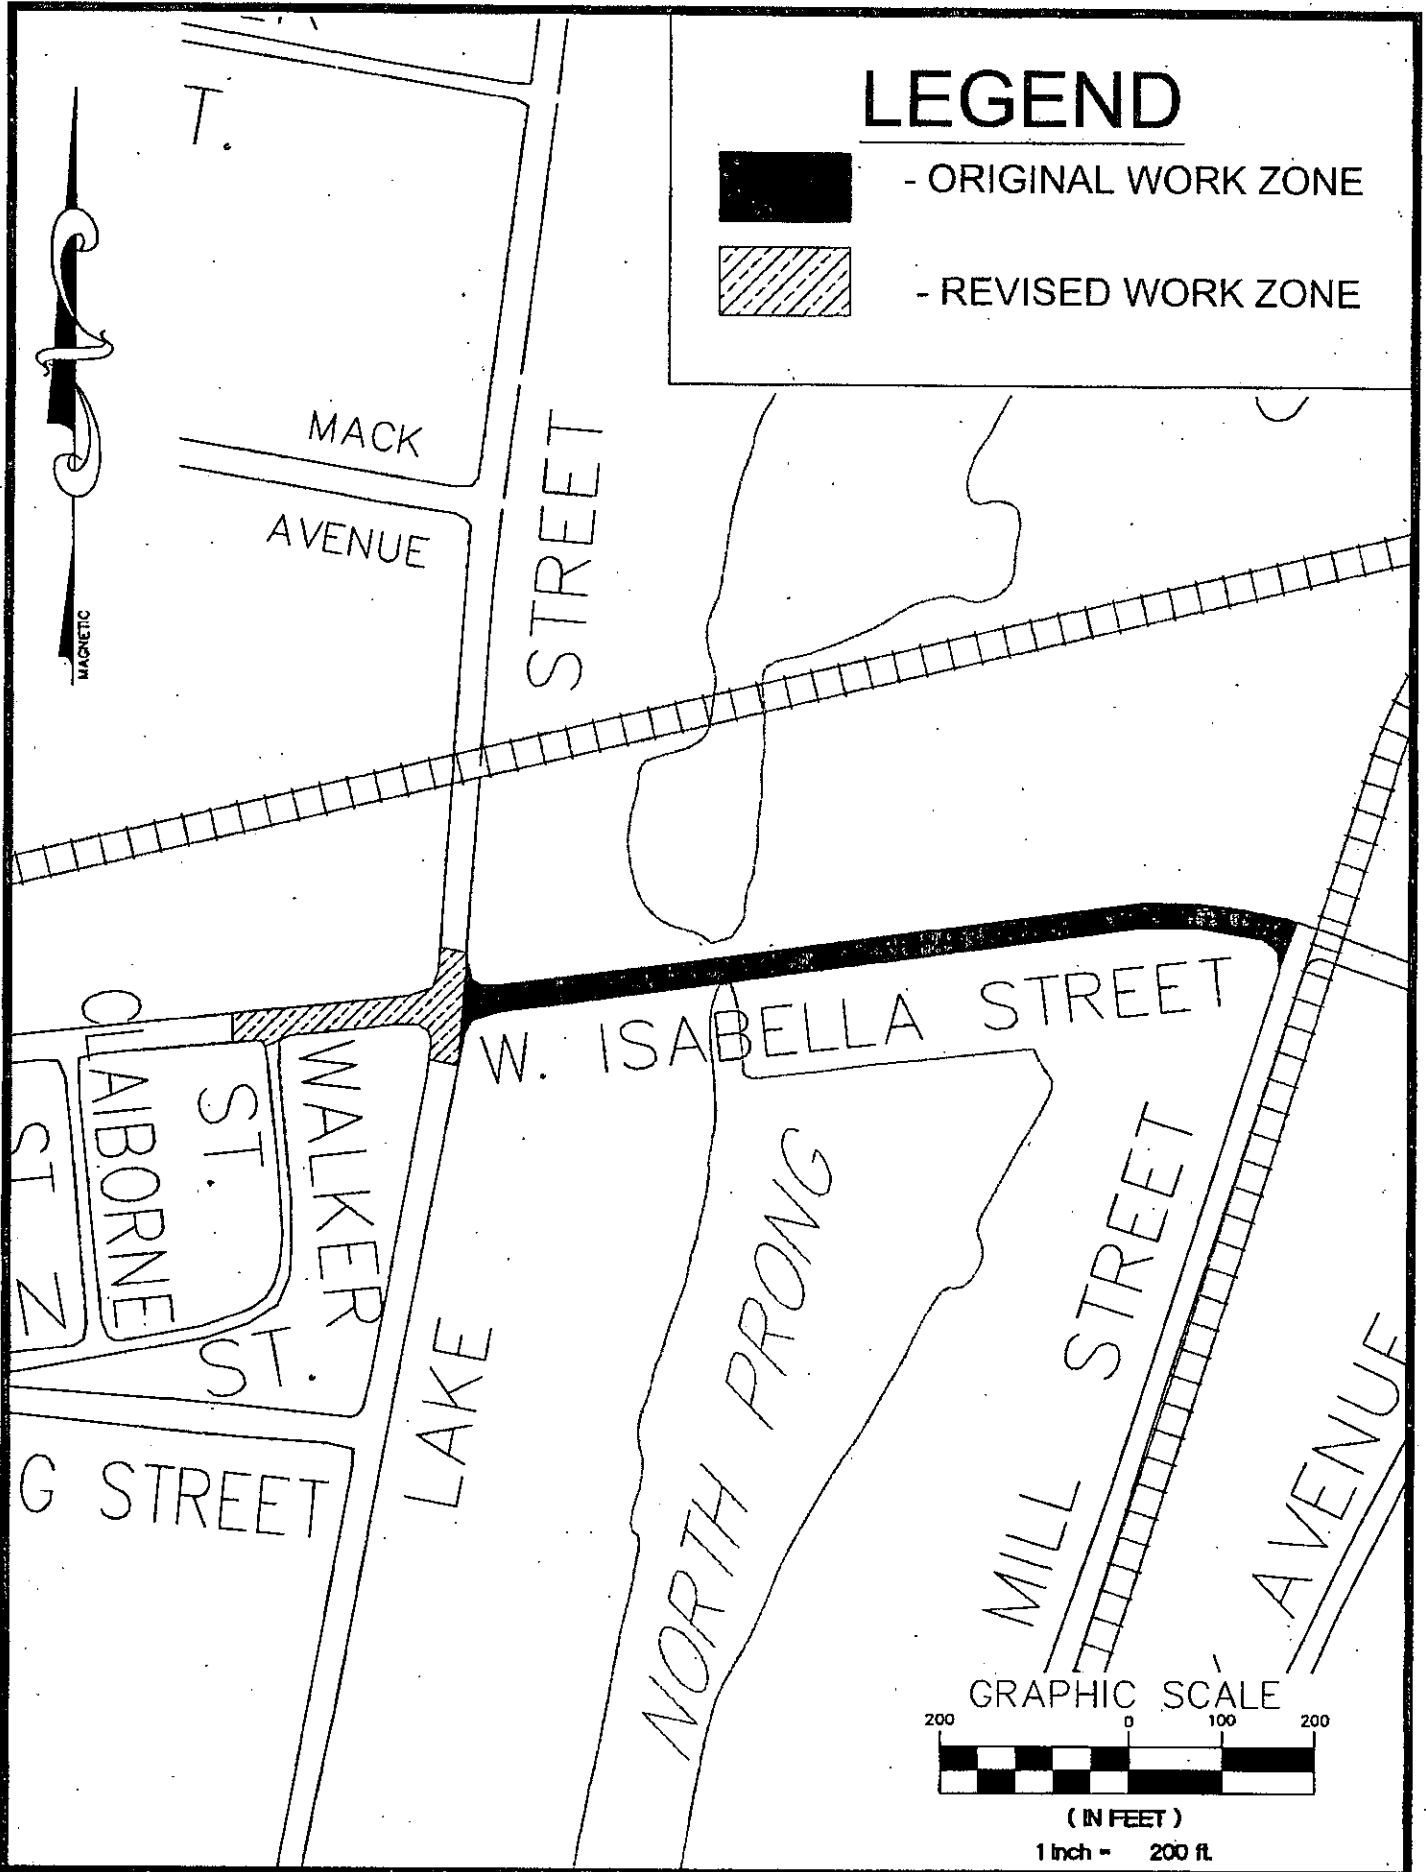 LEGEND
- ORIGINAL WORK ZONE
- REVISED WORK ZONE
T.
MACK
AVENUE
STREET
MAGNETIC
W. ISABELLA STREET
CLAIBORNE
ST.
WALKER
ST.
ST
N
G STREET
LAKE
NORTH PRONG
MILL STREET
AVENUE
GRAPHIC SCALE
200 0 100 200
( IN FEET )
1 inch = 200 ft.